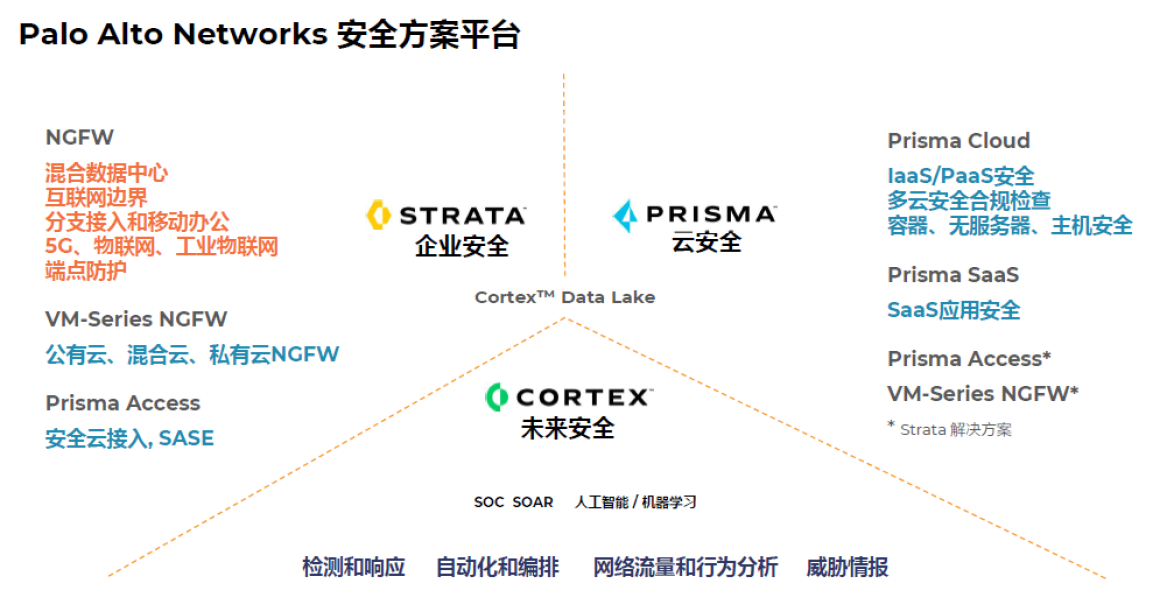 Palo Alto Networks 安全方案平台
NGFW
混合数据中心
互联网边界
分支接入和移动办公
5G、物联网、工业物联网
端点防护
VM-Series NGFW
公有云、混合云、私有云NGFW
Prisma Access
安全云接入, SASE
STRATA™
企业安全
PRISMA™
云安全
Cortex™ Data Lake
CORTEX™
未来安全
SOC SOAR 人工智能 / 机器学习
检测和响应 自动化和编排 网络流量和行为分析 威胁情报
Prisma Cloud
IaaS/PaaS安全
多云安全合规检查
容器、无服务器、主机安全
Prisma SaaS
SaaS应用安全
Prisma Access*
VM-Series NGFW*
* Strata 解决方案